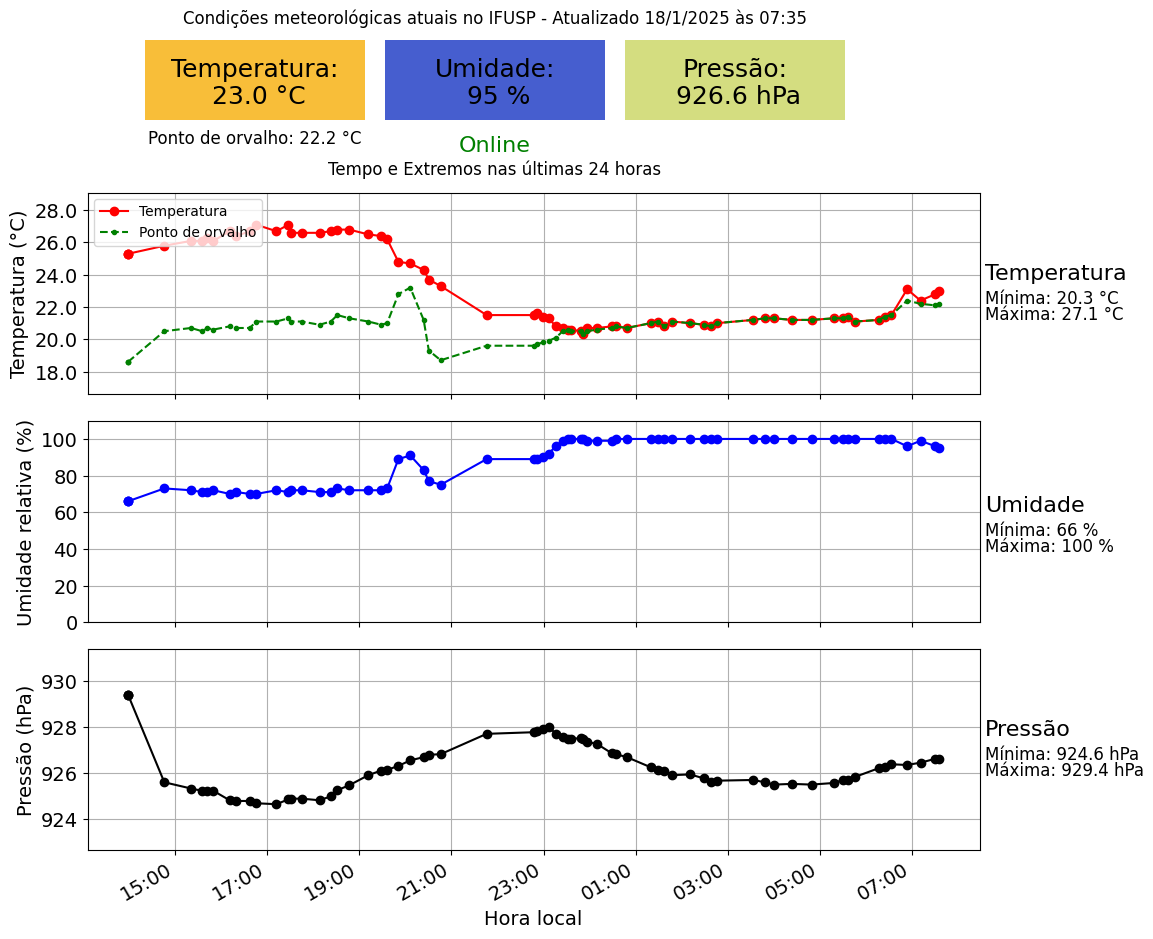 Condições meteorológicas atuais no IFUSP - Atualizado 18/1/2025 às 07:35
Temperatura:
23.0 °C
Umidade:
95 %
Pressão:
926.6 hPa
Ponto de orvalho: 22.2 °C
Online
Tempo e Extremos nas últimas 24 horas
Temperatura (°C)
28.0
26.0
24.0
22.0
20.0
18.0
Temperatura
Ponto de orvalho
Temperatura
Mínima: 20.3 °C
Máxima: 27.1 °C
Umidade relativa (%)
100
80
60
40
20
0
Umidade
Mínima: 66 %
Máxima: 100 %
Pressão (hPa)
930
928
926
924
Pressão
Mínima: 924.6 hPa
Máxima: 929.4 hPa
15:00
17:00
19:00
21:00
23:00
01:00
03:00
05:00
07:00
Hora local